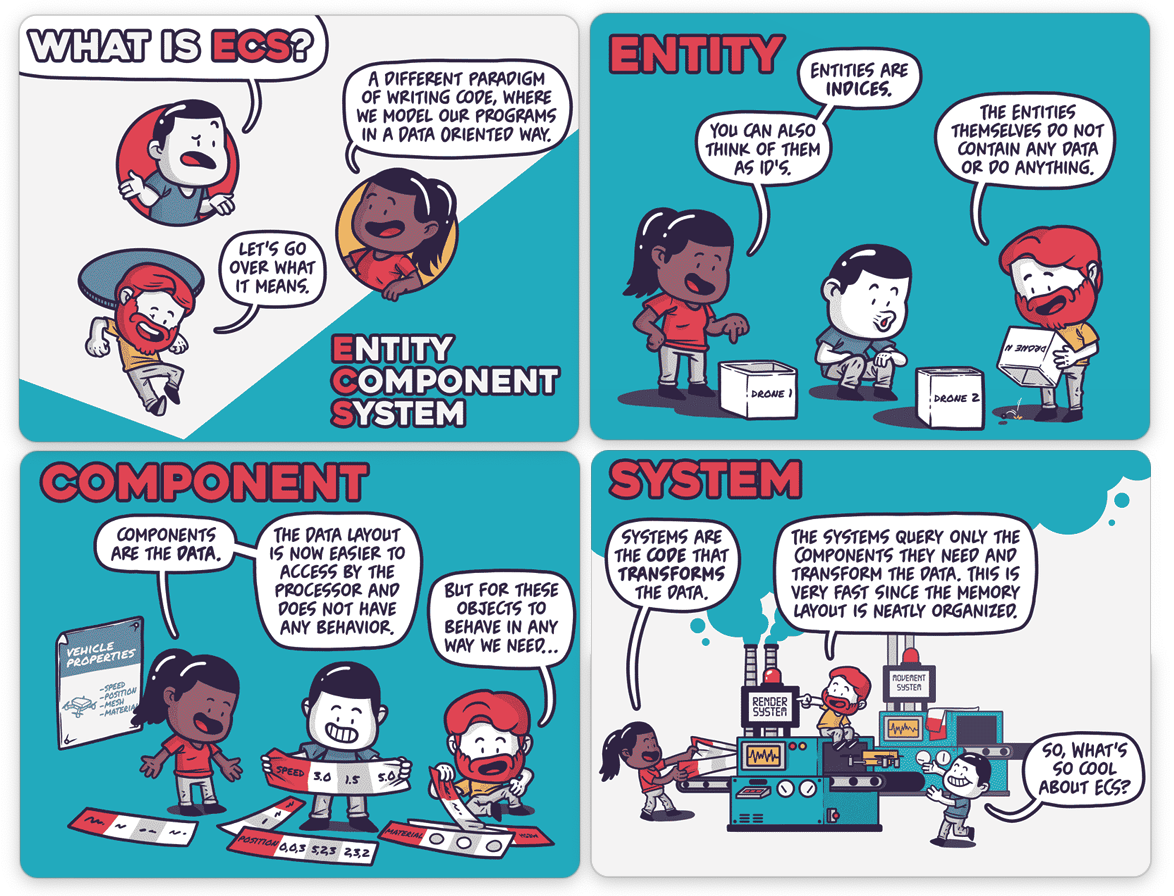 WHAT IS ECS?
A DIFFERENT PARADIGM
OF WRITING CODE, WHERE
WE MODEL OUR PROGRAMS
IN A DATA ORIENTED WAY.
LET'S GO
OVER WHAT
IT MEANS.
ENTITY
COMPONENT
SYSTEM
ENTITY
ENTITIES ARE
INDICES.
YOU CAN ALSO
THINK OF THEM
AS ID'S.
THE ENTITIES
THEMSELVES DO NOT
CONTAIN ANY DATA
OR DO ANYTHING.
DRONE 1
DRONE 2
DRONE N
COMPONENT
COMPONENTS
ARE THE DATA.
THE DATA LAYOUT
IS NOW EASIER TO
ACCESS BY THE
PROCESSOR AND
DOES NOT HAVE
ANY BEHAVIOR.
BUT FOR THESE
OBJECTS TO
BEHAVE IN ANY
WAY WE NEED...
VEHICLE
PROPERTIES
-SPEED
-POSITION
-MESH
-MATERIAL
SPEED 3.0 1.5 5.0
POSITION 0,0,3 5,2,3 2,3,2
MATERIAL
SYSTEM
SYSTEMS ARE
THE CODE THAT
TRANSFORMS
THE DATA.
THE SYSTEMS QUERY ONLY THE
COMPONENTS THEY NEED AND
TRANSFORM THE DATA. THIS IS
VERY FAST SINCE THE MEMORY
LAYOUT IS NEATLY ORGANIZED.
RENDER
SYSTEM
MOVEMENT
SYSTEM
SO, WHAT'S
SO COOL
ABOUT ECS?